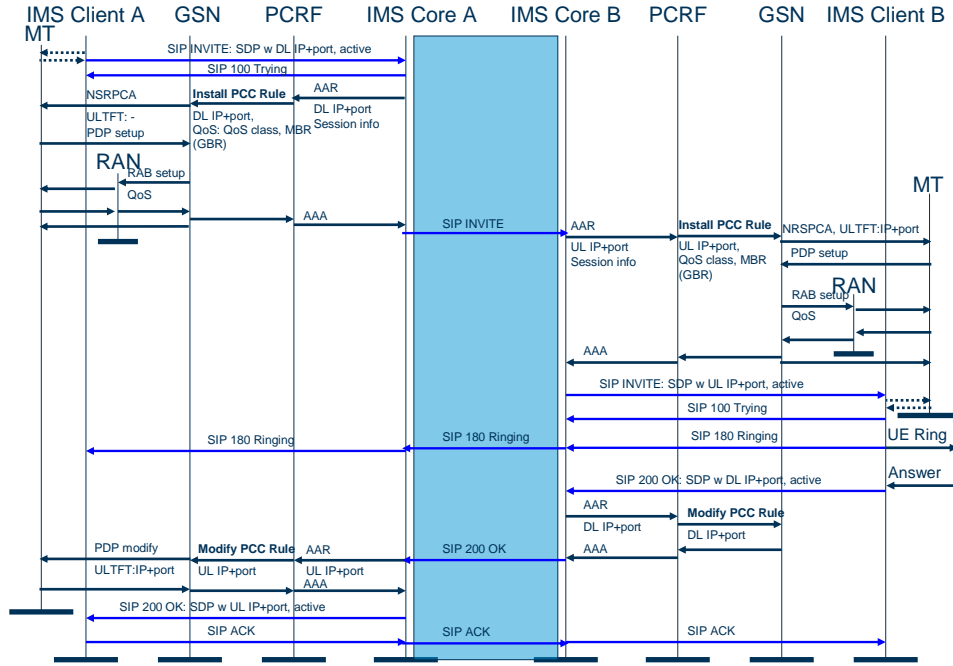 IMS Client A GSN PCRF IMS Core A IMS Core B PCRF GSN IMS Client B
MT
SIP INVITE: SDP w DL IP+port, active
SIP 100 Trying
NSRPCA
Install PCC Rule
AAR
ULTFT: -
DL IP+port,
QoS: QoS class, MBR
(GBR)
DL IP+port
Session info
PDP setup
RAN
RAB setup
QoS
MT
AAA
SIP INVITE
AAR
Install PCC Rule
NRSPCA, ULTFT:IP+port
UL IP+port
Session info
UL IP+port,
QoS class, MBR
(GBR)
PDP setup
RAN
RAB setup
QoS
AAA
SIP INVITE: SDP w UL IP+port, active
SIP 100 Trying
SIP 180 Ringing
SIP 180 Ringing
SIP 180 Ringing
UE Ring
Answer
SIP 200 OK: SDP w DL IP+port, active
AAR
Modify PCC Rule
DL IP+port
DL IP+port
PDP modify
Modify PCC Rule
AAR
SIP 200 OK
AAA
ULTFT:IP+port
UL IP+port
UL IP+port
AAA
SIP 200 OK: SDP w UL IP+port, active
SIP ACK
SIP ACK
SIP ACK